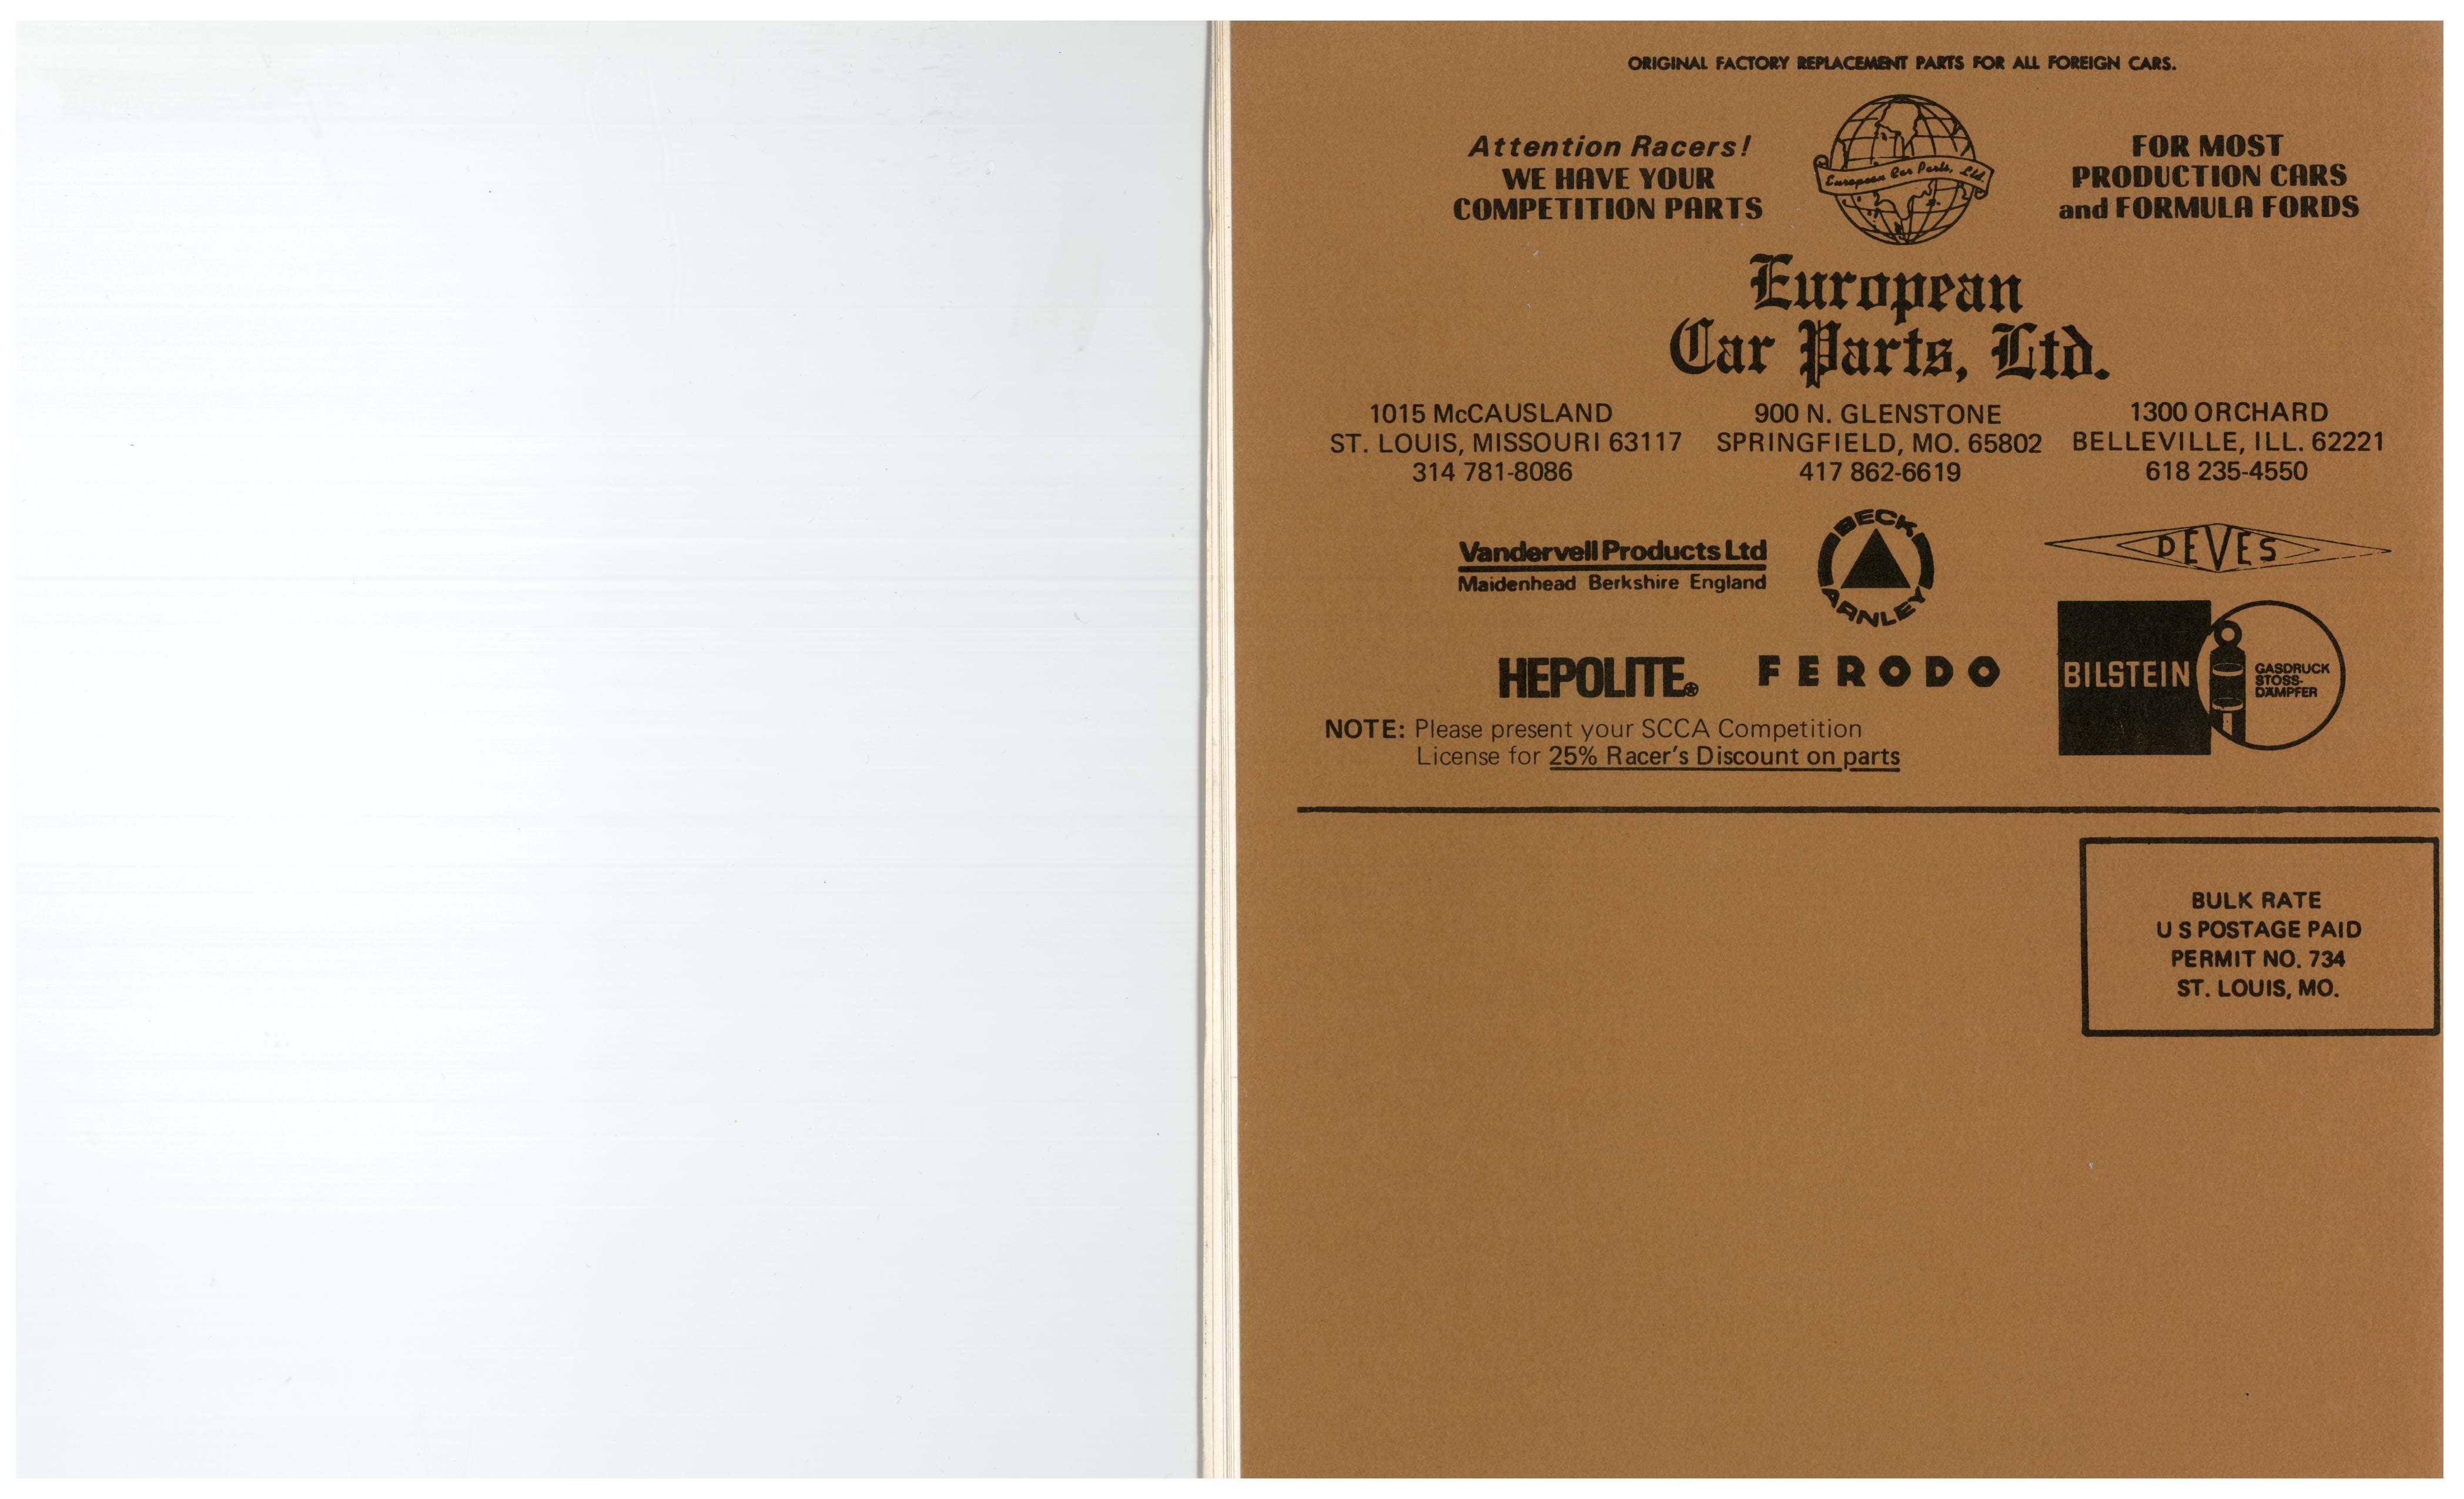 ORIGINAL FACTORY REPLACEMENT PARTS FOR ALL FOREIGN CARS.
Attention Racers!
WE HAVE YOUR
COMPETITION PARTS
European Car Parts, Ltd.
FOR MOST
PRODUCTION CARS
and FORMULA FORDS
European
Car Parts, Ltd.
1015 McCAUSLAND
ST. LOUIS, MISSOURI 63117
314 781-8086
900 N. GLENSTONE
SPRINGFIELD, MO. 65802
417 862-6619
1300 ORCHARD
BELLEVILLE, ILL. 62221
618 235-4550
Vandervell Products Ltd
Maidenhead Berkshire England
BECK
ARNLEY
DEVES
HEPOLITE
FERODO
BILSTEIN
GASDRUCK
STOSS-
DÄMPFER
NOTE: Please present your SCCA Competition
License for 25% Racer's Discount on parts
BULK RATE
U S POSTAGE PAID
PERMIT NO. 734
ST. LOUIS, MO.